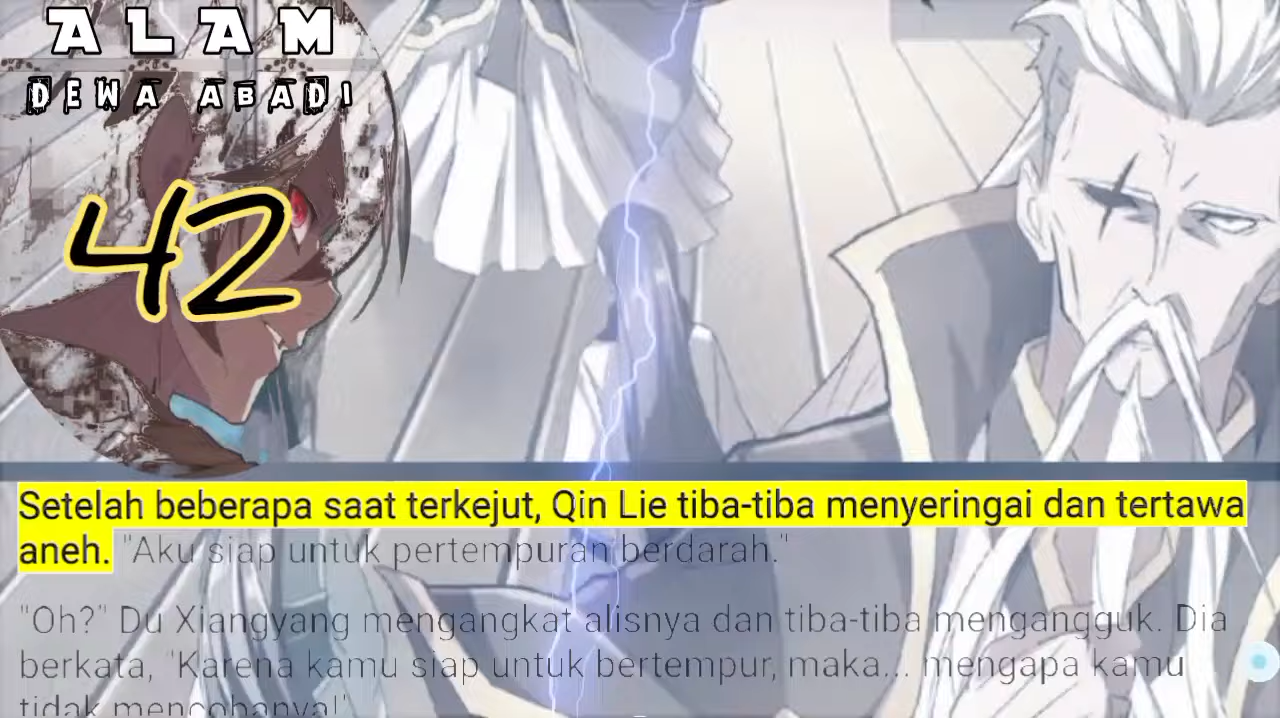 ALAM
DEWA ABADI
42
Setelah beberapa saat terkejut, Qin Lie tiba-tiba menyeringai dan tertawa
aneh. "Aku siap untuk pertempuran berdarah."
"Oh?" Du Xiangyang mengangkat alisnya dan tiba-tiba mengangguk. Dia
berkata, "Karena kamu siap untuk bertempur, maka... mengapa kamu
tidak mencobanya!"